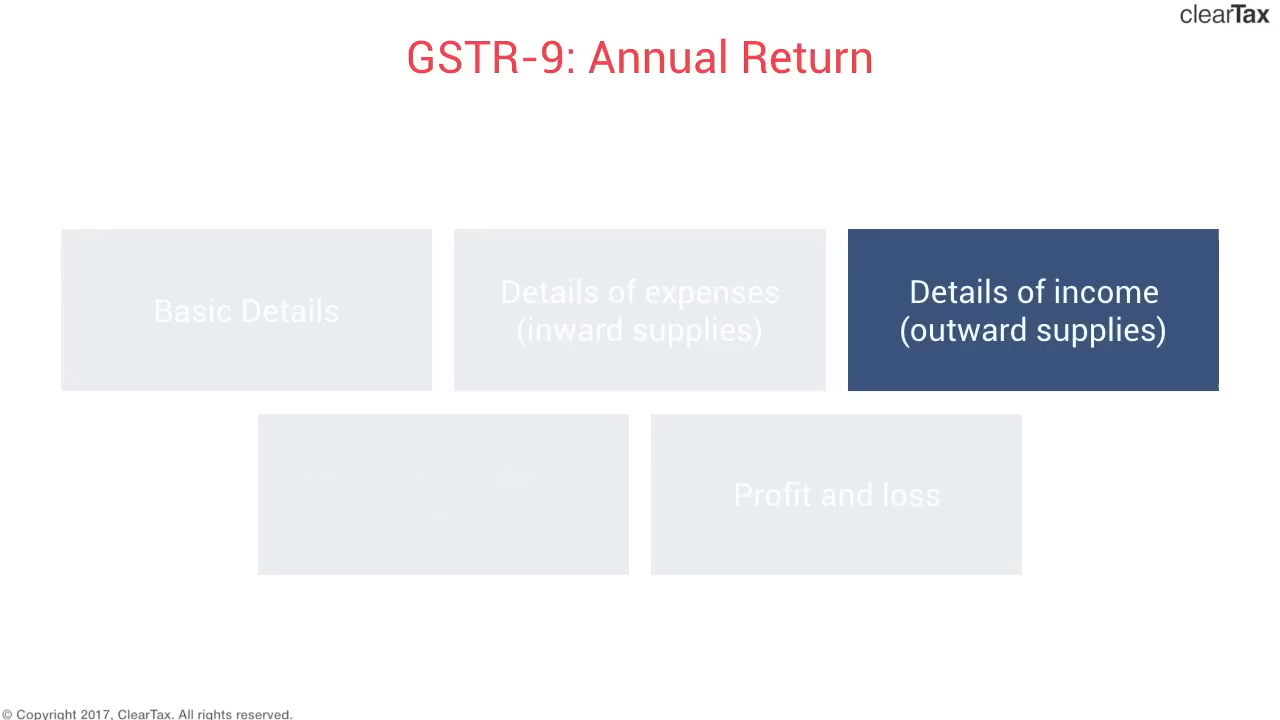 clearTax
GSTR-9: Annual Return
Basic Details
Details of expenses
(inward supplies)
Details of income
(outward supplies)
Profit and loss
© Copyright 2017, ClearTax. All rights reserved.